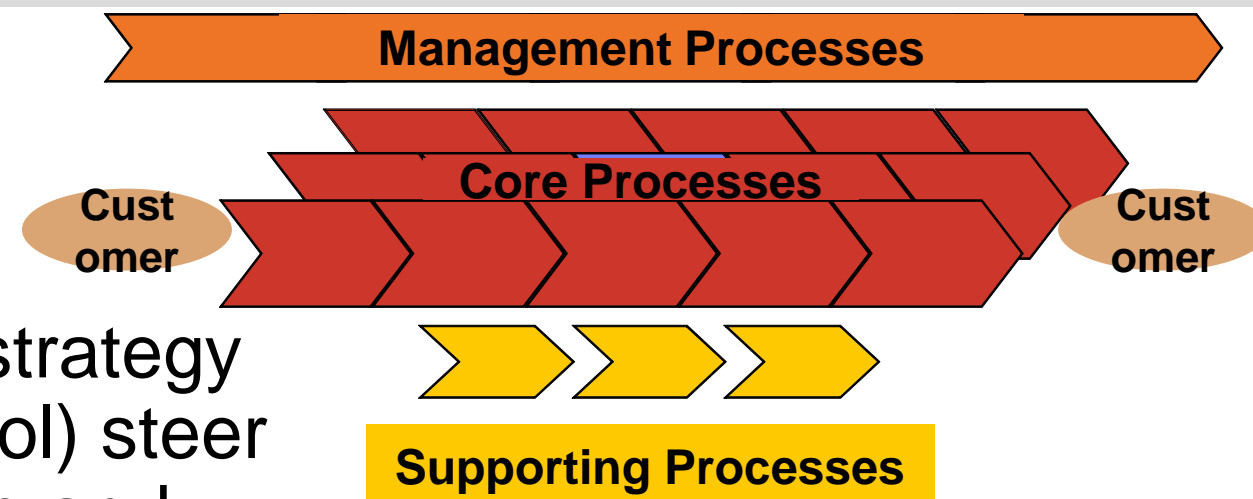 Management Processes
Core Processes
Cust
omer
Cust
omer
strategy
ol) steer
Supporting Processes